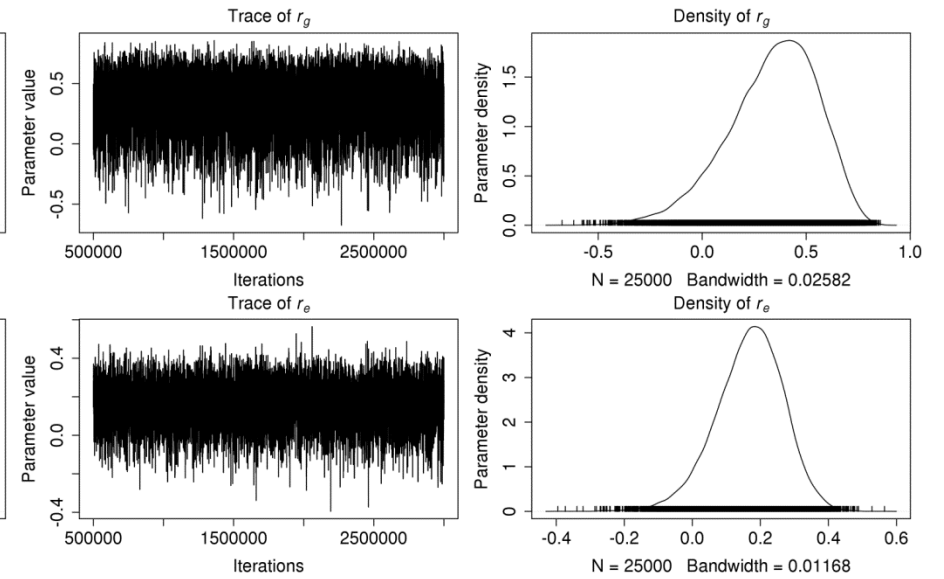 Trace of r_g
Parameter value
0.5
0.0
-0.5
500000 1500000 2500000
Iterations
Density of r_g
Parameter density
1.5
1.0
0.5
0.0
-0.5 0.0 0.5 1.0
N = 25000 Bandwidth = 0.02582
Trace of r_e
Parameter value
0.4
0.0
-0.4
500000 1500000 2500000
Iterations
Density of r_e
Parameter density
4
3
2
1
0
-0.4 -0.2 0.0 0.2 0.4 0.6
N = 25000 Bandwidth = 0.01168